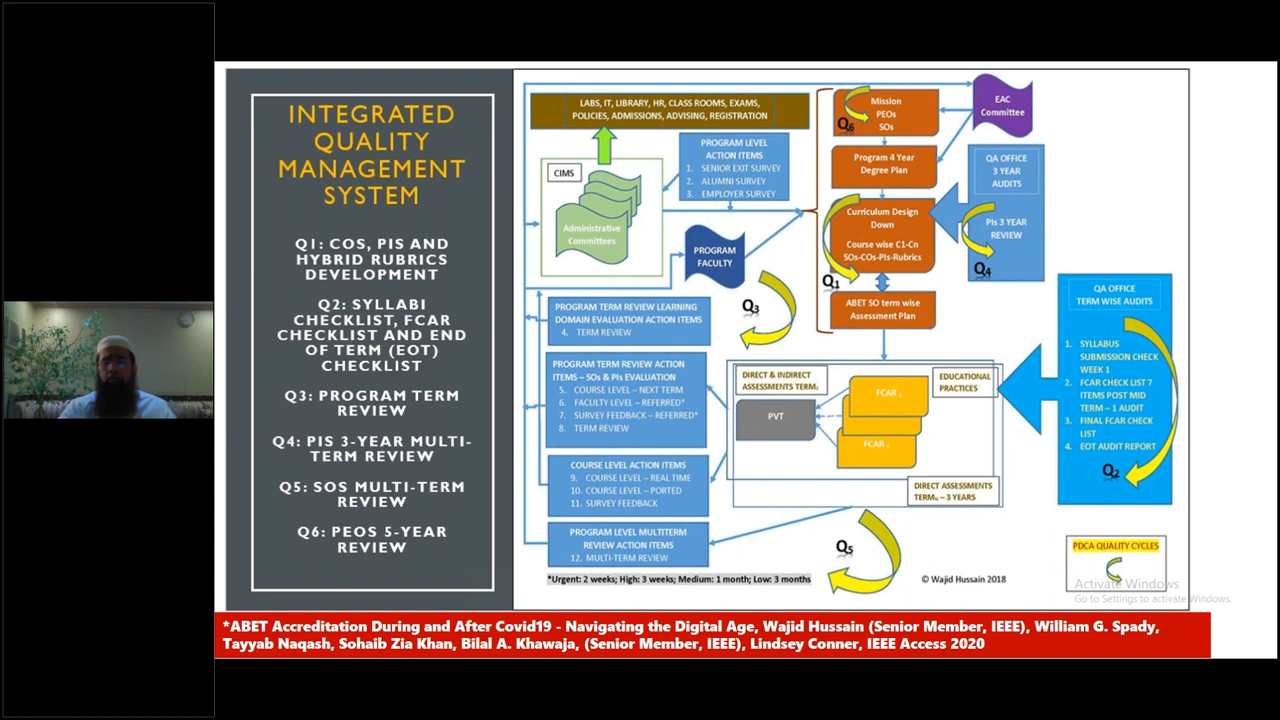 INTEGRATED
QUALITY
MANAGEMENT
SYSTEM
Q1: COS, PIS AND
HYBRID RUBRICS
DEVELOPMENT
Q2: SYLLABI
CHECKLIST, FCAR
CHECKLIST AND END
OF TERM (EOT)
CHECKLIST
Q3: PROGRAM TERM
REVIEW
Q4: PIS 3-YEAR MULTI-
TERM REVIEW
Q5: SOS MULTI-TERM
REVIEW
Q6: PEOS 5-YEAR
REVIEW
LABS, IT, LIBRARY, HR, CLASS ROOMS, EXAMS,
POLICIES, ADMISSIONS, ADVISING, REGISTRATION
CIMS
Administrative
Committees
PROGRAM LEVEL
ACTION ITEMS
1. SENIOR EXIT SURVEY
2. ALUMNI SURVEY
3. EMPLOYER SURVEY
PROGRAM
FACULTY
Mission
PEOs
SOs
Q6
EAC
Committee
Program 4 Year
Degree Plan
Curriculum Design
Down
Course wise C1-Cn
SOs-COs-PIs-Rubrics
Q1
ABET SO term wise
Assessment Plan
QA OFFICE
3 YEAR
AUDITS
PIs 3 YEAR
REVIEW
Q4
Q3
PROGRAM TERM REVIEW LEARNING
DOMAIN EVALUATION ACTION ITEMS
4. TERM REVIEW
PROGRAM TERM REVIEW ACTION
ITEMS – SOs & PIs EVALUATION
5. COURSE LEVEL – NEXT TERM
6. FACULTY LEVEL – REFERRED*
7. SURVEY FEEDBACK – REFERRED*
8. TERM REVIEW
COURSE LEVEL ACTION ITEMS
9. COURSE LEVEL – REAL TIME
10. COURSE LEVEL – PORTED
11. SURVEY FEEDBACK
PROGRAM LEVEL MULTITERM
REVIEW ACTION ITEMS
12. MULTI-TERM REVIEW
DIRECT & INDIRECT
ASSESSMENTS TERM1
PVT
FCAR
FCAR
EDUCATIONAL
PRACTICES
DIRECT ASSESSMENTS
TERMN – 3 YEARS
QA OFFICE
TERM WISE AUDITS
1. SYLLABUS
SUBMISSION CHECK
WEEK 1
2. FCAR CHECK LIST 7
ITEMS POST MID
TERM – 1 AUDIT
3. FINAL FCAR CHECK
LIST
4. EOT AUDIT REPORT
Q2
Q5
PDCA QUALITY CYCLES
*Urgent: 2 weeks; High: 3 weeks; Medium: 1 month; Low: 3 months
© Wajid Hussain 2018
Activate Windows
Go to Settings to activate Windows.
*ABET Accreditation During and After Covid19 - Navigating the Digital Age, Wajid Hussain (Senior Member, IEEE), William G. Spady,
Tayyab Naqash, Sohaib Zia Khan, Bilal A. Khawaja, (Senior Member, IEEE), Lindsey Conner, IEEE Access 2020